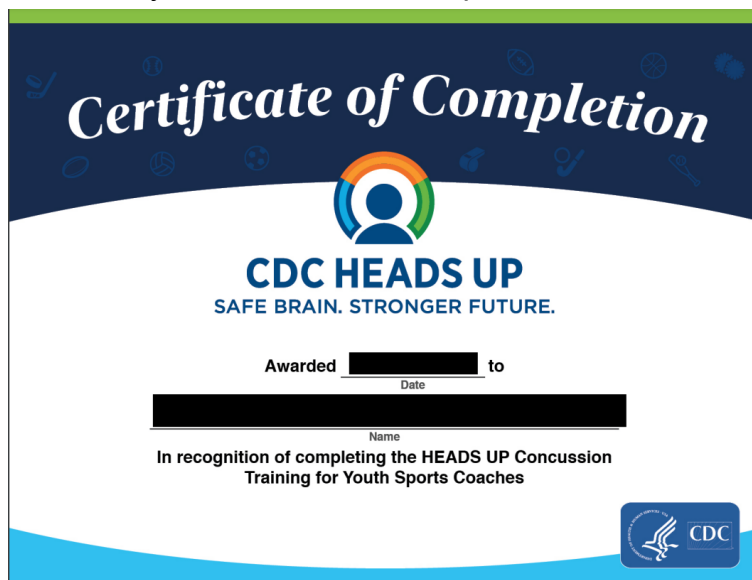 Certificate of Completion
CDC HEADS UP
SAFE BRAIN. STRONGER FUTURE.
Awarded to
Date
Name
In recognition of completing the HEADS UP Concussion
Training for Youth Sports Coaches
CDC